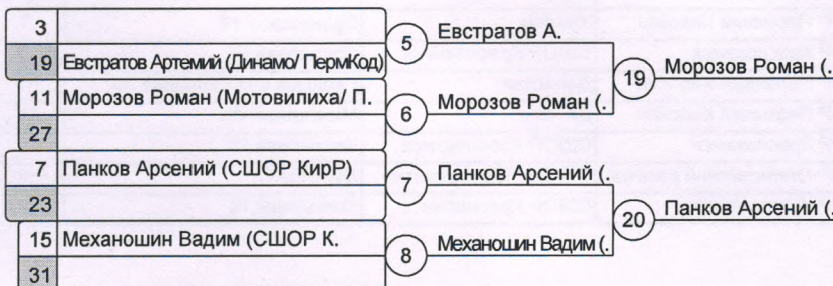 3
5 Евстратов А.
19 Евстратов Артемий (Динамо/ ПермКод)
19 Морозов Роман (.
11 Морозов Роман (Мотовилиха/ П.
6 Морозов Роман (.
27
7 Панков Арсений (СШОР КирР)
7 Панков Арсений (.
23
20 Панков Арсений (.
15 Механошин Вадим (СШОР К.
8 Механошин Вадим (.
31